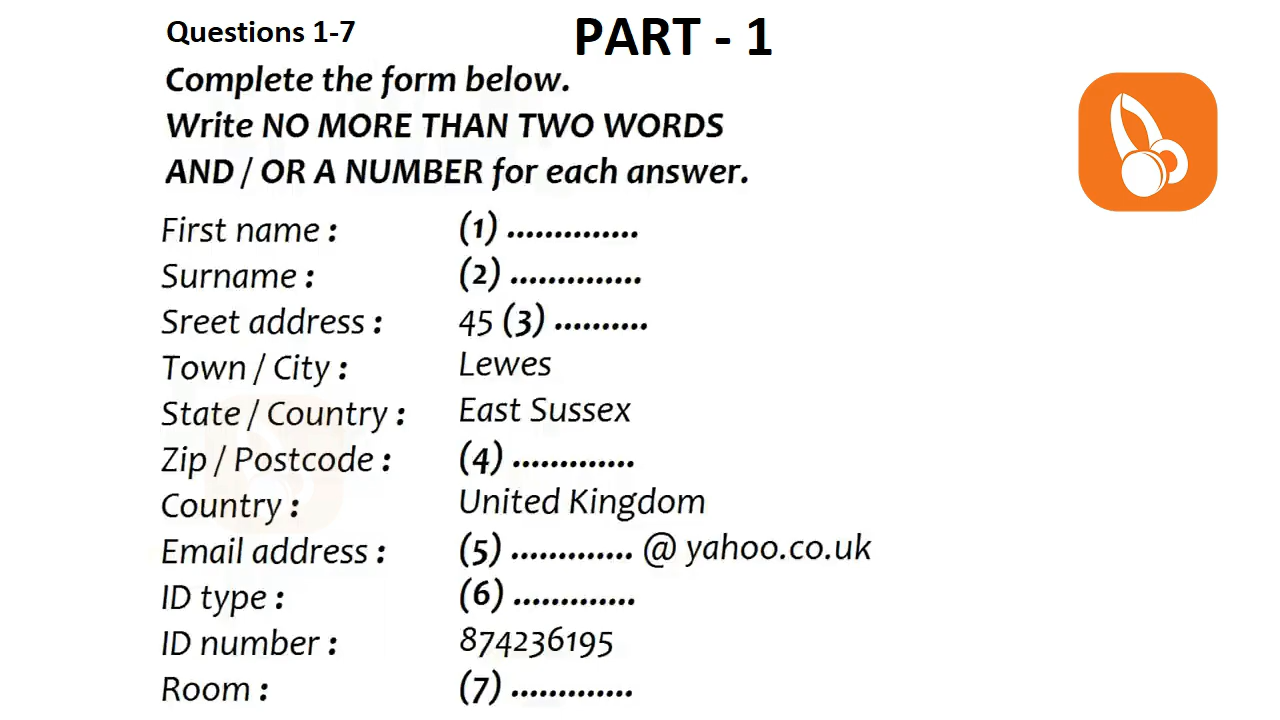 Questions 1-7
PART - 1
Complete the form below.
Write NO MORE THAN TWO WORDS
AND / OR A NUMBER for each answer.
First name : (1) ..............
Surname : (2) ..............
Sreet address : 45 (3) ..........
Town / City : Lewes
State / Country : East Sussex
Zip / Postcode : (4) .............
Country : United Kingdom
Email address : (5) ............. @ yahoo.co.uk
ID type : (6) .............
ID number : 874236195
Room : (7) .............